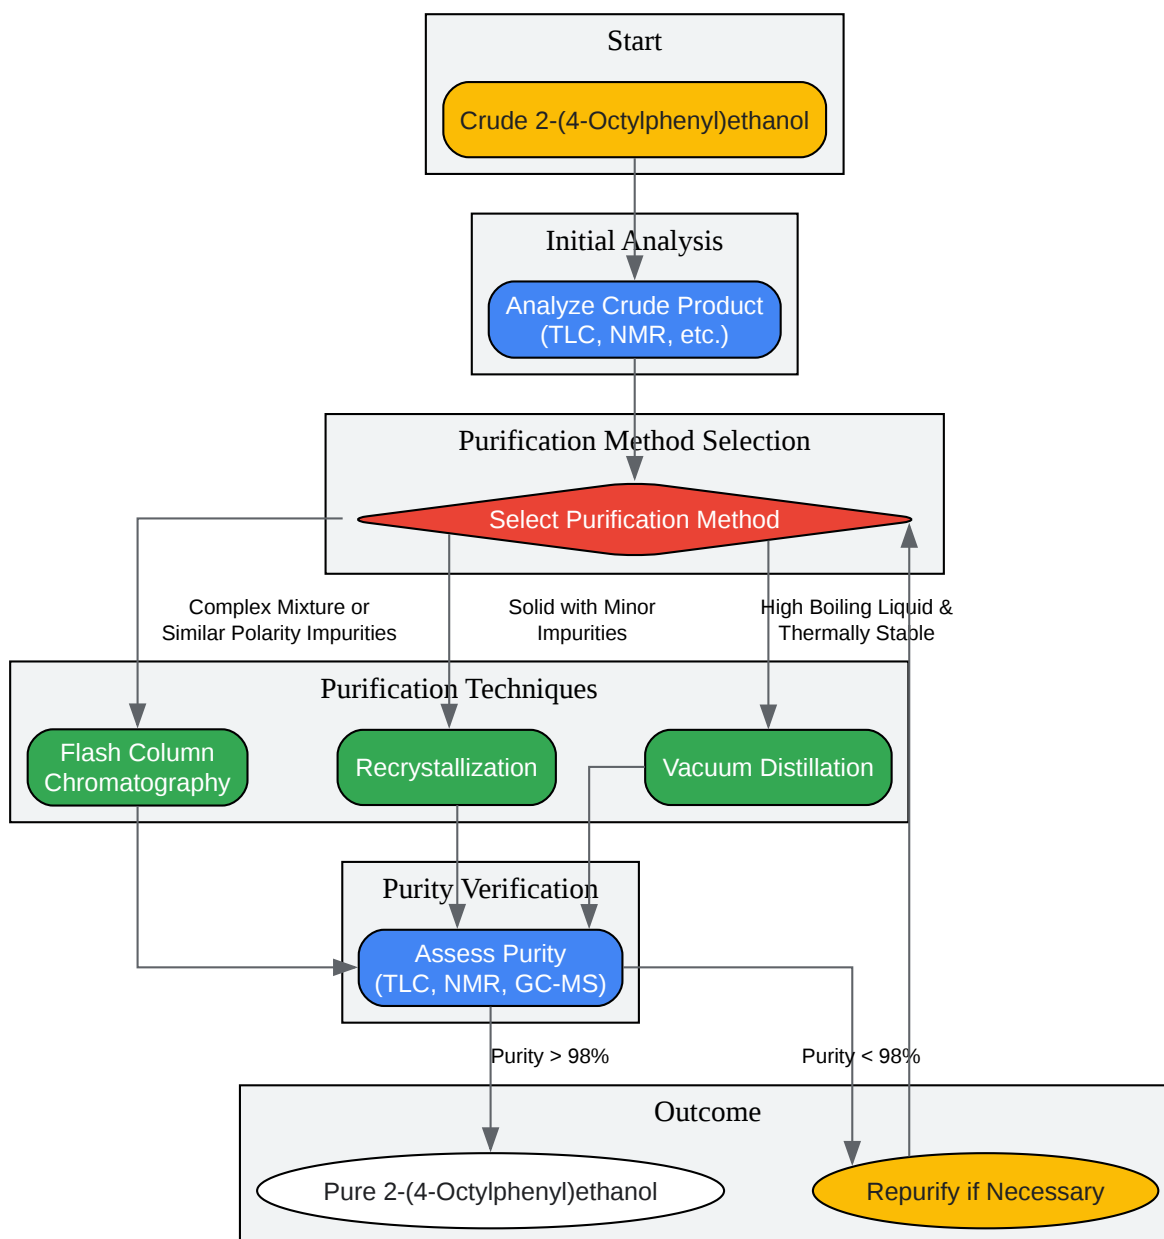 Start
Crude 2-(4-Octylphenyl)ethanol
Initial Analysis
Analyze Crude Product
(TLC, NMR, etc.)
Purification Method Selection
Select Purification Method
Complex Mixture or
Similar Polarity Impurities
Solid with Minor
Impurities
High Boiling Liquid &
Thermally Stable
Purification Techniques
Flash Column
Chromatography
Recrystallization
Vacuum Distillation
Purity Verification
Assess Purity
(TLC, NMR, GC-MS)
Purity > 98%
Purity < 98%
Outcome
Pure 2-(4-Octylphenyl)ethanol
Repurify if Necessary